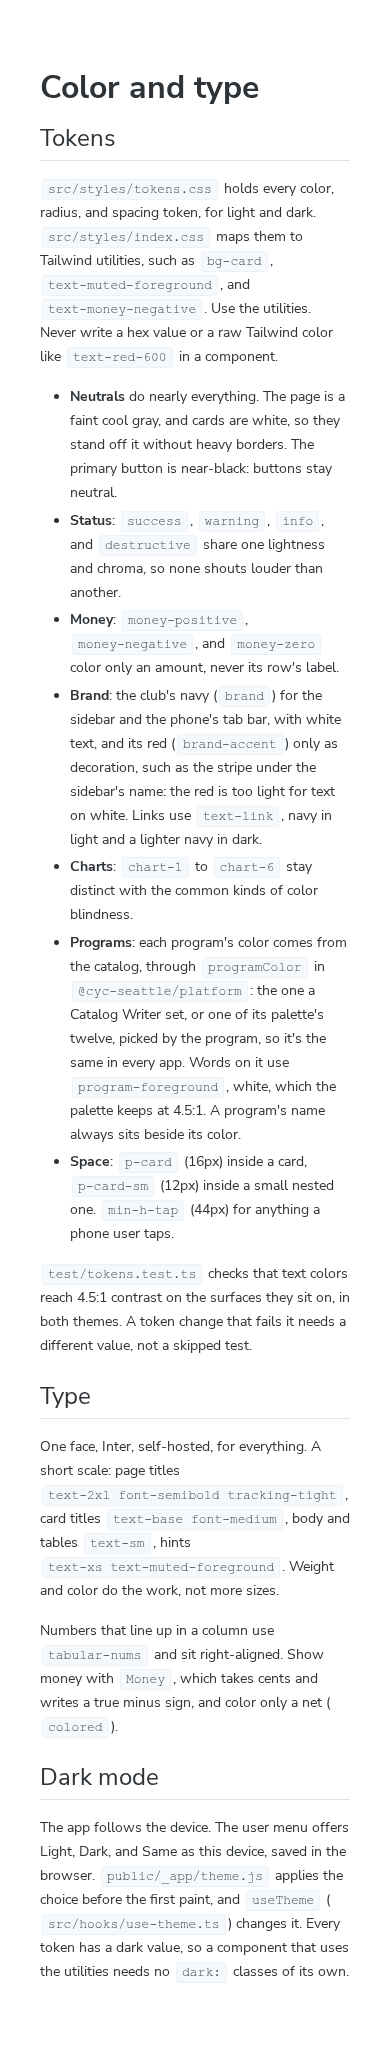 Color and type
Tokens
src/styles/tokens.css holds every color,
radius, and spacing token, for light and dark.
src/styles/index.css maps them to
Tailwind utilities, such as bg-card,
text-muted-foreground, and
text-money-negative. Use the utilities.
Never write a hex value or a raw Tailwind color
like text-red-600 in a component.
• Neutrals do nearly everything. The page is a
faint cool gray, and cards are white, so they
stand off it without heavy borders. The
primary button is near-black: buttons stay
neutral.
• Status: success, warning, info,
and destructive share one lightness
and chroma, so none shouts louder than
another.
• Money: money-positive,
money-negative, and money-zero
color only an amount, never its row's label.
• Brand: the club's navy (brand) for the
sidebar and the phone's tab bar, with white
text, and its red (brand-accent) only as
decoration, such as the stripe under the
sidebar's name: the red is too light for text
on white. Links use text-link, navy in
light and a lighter navy in dark.
• Charts: chart-1 to chart-6 stay
distinct with the common kinds of color
blindness.
• Programs: each program's color comes from
the catalog, through programColor in
@cyc-seattle/platform: the one a
Catalog Writer set, or one of its palette's
twelve, picked by the program, so it's the
same in every app. Words on it use
program-foreground, white, which the
palette keeps at 4.5:1. A program's name
always sits beside its color.
• Space: p-card (16px) inside a card,
p-card-sm (12px) inside a small nested
one. min-h-tap (44px) for anything a
phone user taps.
test/tokens.test.ts checks that text colors
reach 4.5:1 contrast on the surfaces they sit on, in
both themes. A token change that fails it needs a
different value, not a skipped test.
Type
One face, Inter, self-hosted, for everything. A
short scale: page titles
text-2xl font-semibold tracking-tight,
card titles text-base font-medium, body and
tables text-sm, hints
text-xs text-muted-foreground. Weight
and color do the work, not more sizes.
Numbers that line up in a column use
tabular-nums and sit right-aligned. Show
money with Money, which takes cents and
writes a true minus sign, and color only a net (
colored).
Dark mode
The app follows the device. The user menu offers
Light, Dark, and Same as this device, saved in the
browser. public/_app/theme.js applies the
choice before the first paint, and useTheme (
src/hooks/use-theme.ts) changes it. Every
token has a dark value, so a component that uses
the utilities needs no dark: classes of its own.